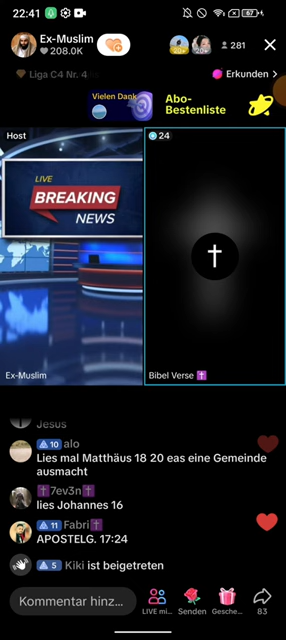 22:41
67
Ex-Muslim
208.0K
20+
20+
281
Liga C4 Nr. 4
Erkunden
Vielen Dank
Abo-
Bestenliste
Host
24
LIVE
BREAKING
NEWS
Ex-Muslim
Bibel Verse ✝️
Jesus
10 alo
Lies mal Matthäus 18 20 eas eine Gemeinde
ausmacht
✝️7ev3n✝️
lies Johannes 16
11 Fabri✝️
APOSTELG. 17:24
5 Kiki ist beigetreten
Kommentar hinz...
LIVE mi...
Senden
Gesche...
83